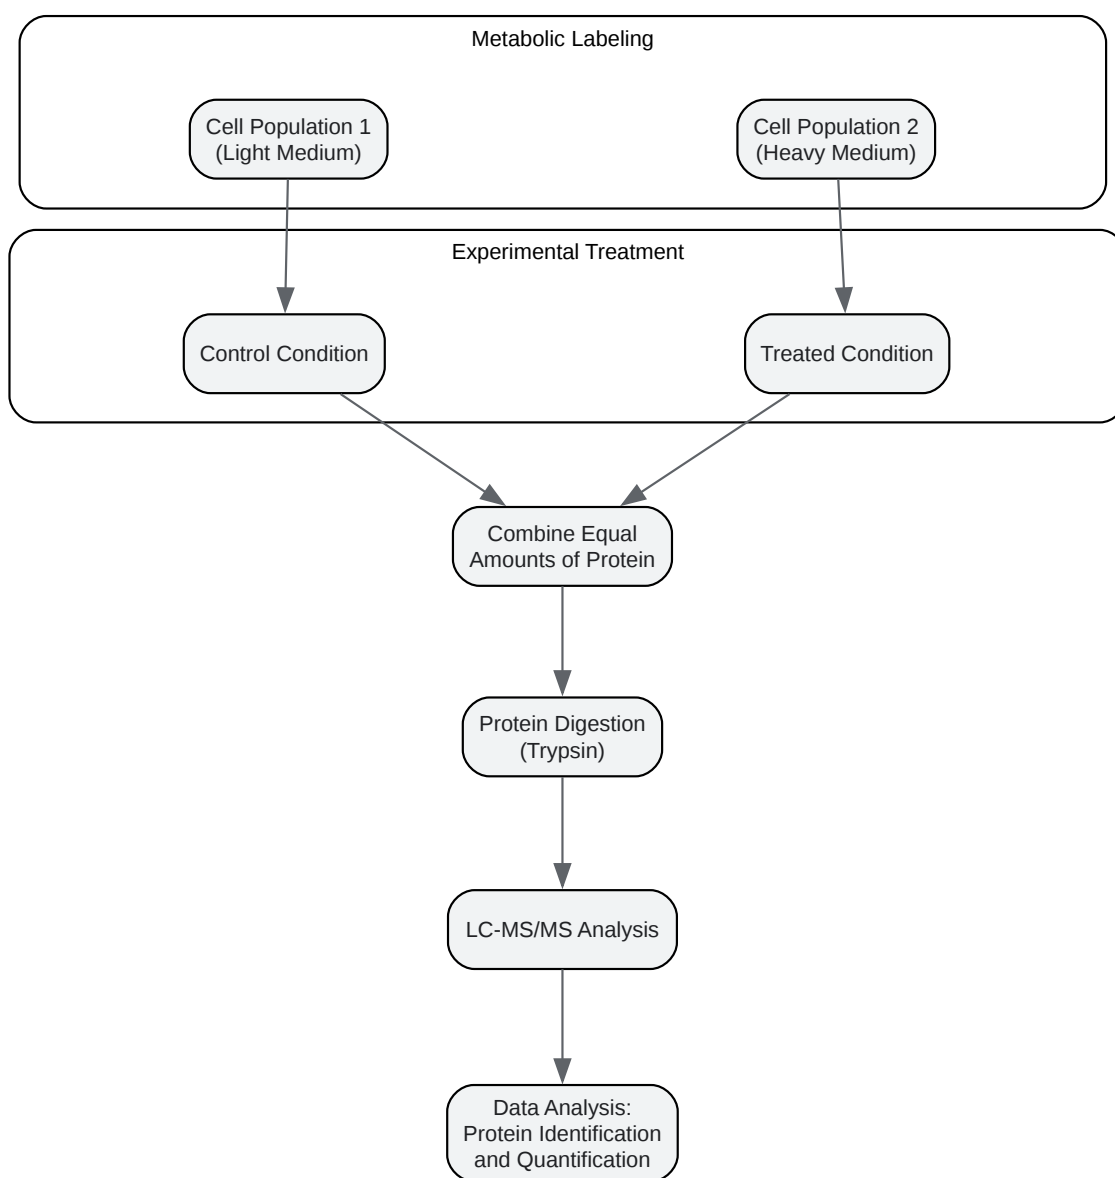 Metabolic Labeling
Cell Population 1
(Light Medium)
Cell Population 2
(Heavy Medium)
Experimental Treatment
Control Condition
Treated Condition
Combine Equal
Amounts of Protein
Protein Digestion
(Trypsin)
LC-MS/MS Analysis
Data Analysis:
Protein Identification
and Quantification